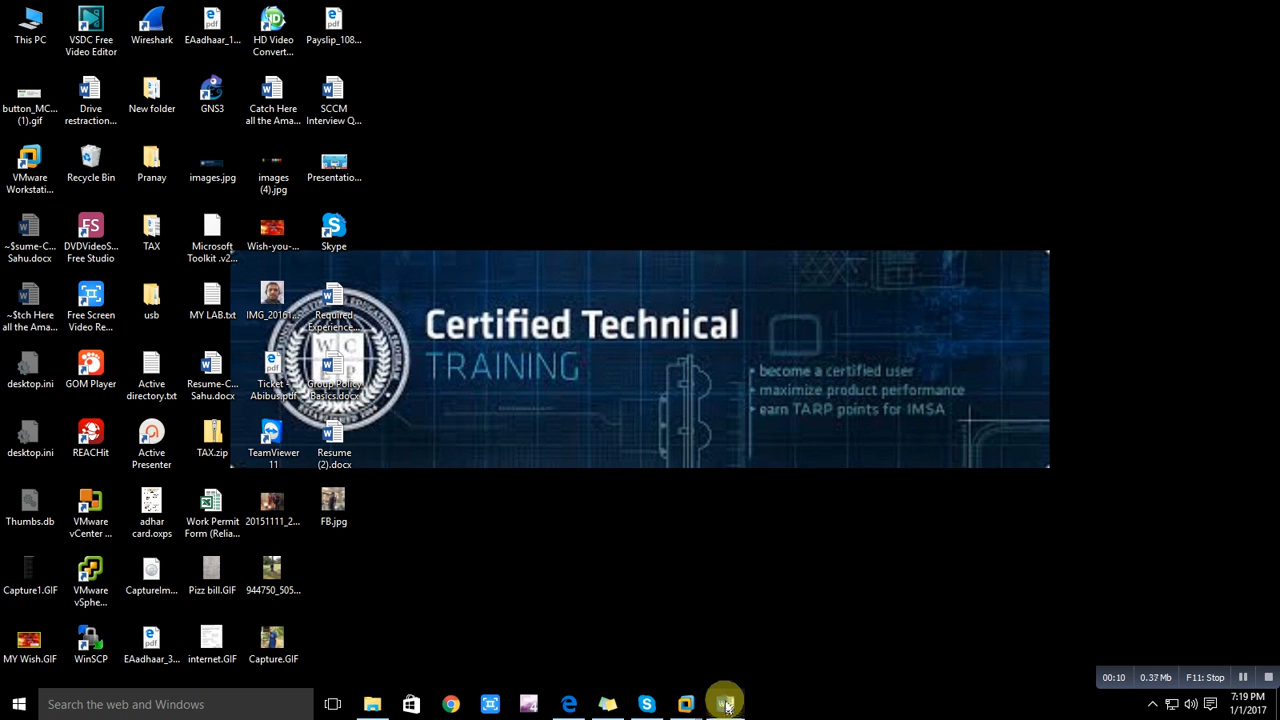 This PC
VSDC Free
Video Editor
Wireshark
EAadhaar_1...
HD Video
Convert...
Payslip_108...
button_MC...
(1).gif
Drive
restraction...
New folder
GNS3
Catch Here
all the Ama...
SCCM
Interview Q...
VMware
Workstati...
Recycle Bin
Pranay
images.jpg
images
(4).jpg
Presentatio...
~$sume-C...
Sahu.docx
DVDVideoS...
Free Studio
TAX
Microsoft
Toolkit .v2...
Wish-you-...
Skype
~$tch Here
all the Ama...
Free Screen
Video Re...
usb
MY LAB.txt
IMG_20161...
Required
Experience...
desktop.ini
GOM Player
Active
directory.txt
Resume-C...
Sahu.docx
Ticket -
Abibus.pdf
Group Policy
Basics.docx
desktop.ini
REACHit
Active
Presenter
TAX.zip
TeamViewer
11
Resume
(2).docx
Thumbs.db
VMware
vCenter ...
adhar
card.oxps
Work Permit
Form (Relia...
20151111_2...
FB.jpg
Capture1.GIF
VMware
vSphe...
CaptureIm...
Pizz bill.GIF
944750_505...
MY Wish.GIF
WinSCP
EAadhaar_3...
internet.GIF
Capture.GIF
Certified Technical
TRAINING
become a certified user
maximize product performance
earn TARP points for IMSA
00:10
0.37 Mb
F11: Stop
Search the web and Windows
7:19 PM
1/1/2017